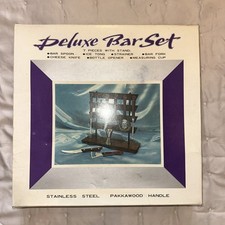 Deluxe Bar Set
7 PIECES WITH STAND
●BAR SPOON ●ICE TONG ●STRAINER ●BAR FORK
●CHEESE KNIFE ●BOTTLE OPENER ●MEASURING CUP
STAINLESS STEEL PAKKAWOOD HANDLE